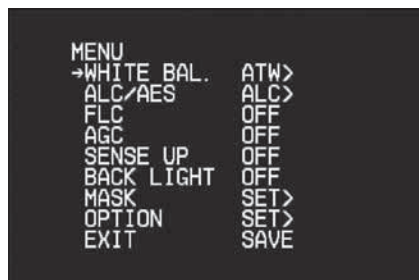 MENU
→WHITE BAL. ATW>
ALC/AES ALC>
FLC OFF
AGC OFF
SENSE UP OFF
BACK LIGHT OFF
MASK SET>
OPTION SET>
EXIT SAVE